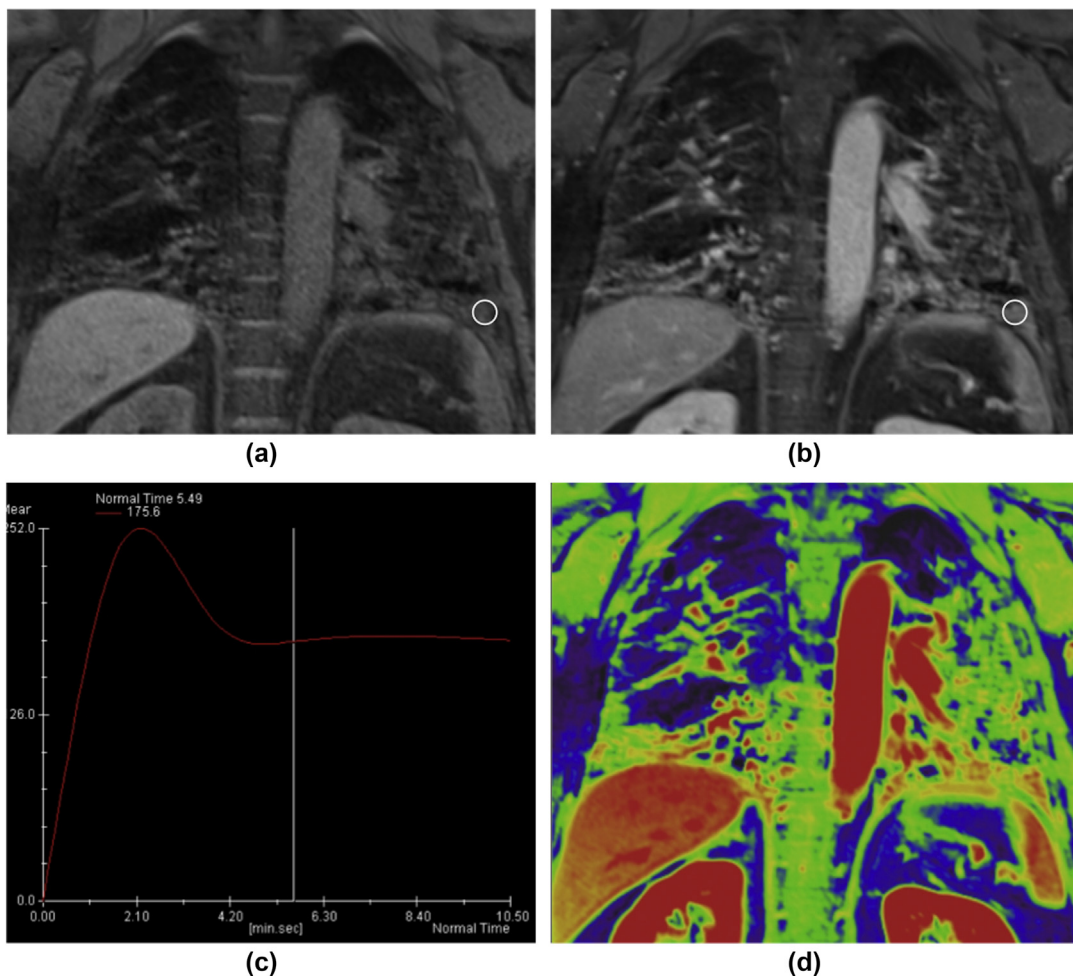 (a)
(b)
Normal Time 5.49
Mear
175.6
252.0
26.0
0.0
0.00 2.10 4.20 6.30 8.40 10.50
[min.sec] Normal Time
(c)
(d)